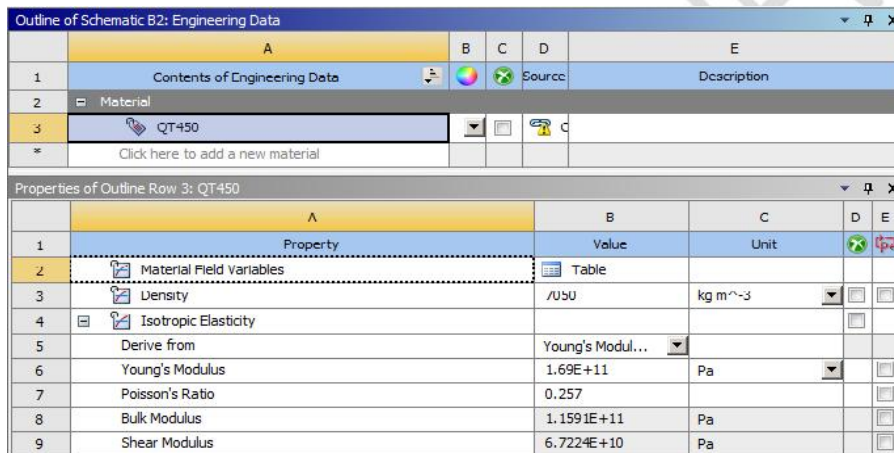 Outline of Schematic B2: Engineering Data
A B C D E
1 Contents of Engineering Data Source Description
2 Material
3 QT450
* Click here to add a new material
Properties of Outline Row 3: QT450
A B C D E
1 Property Value Unit
2 Material Field Variables Table
3 Density 7050 kg m^-3
4 Isotropic Elasticity
5 Derive from Young's Modul...
6 Young's Modulus 1.69E+11 Pa
7 Poisson's Ratio 0.257
8 Bulk Modulus 1.1591E+11 Pa
9 Shear Modulus 6.7224E+10 Pa